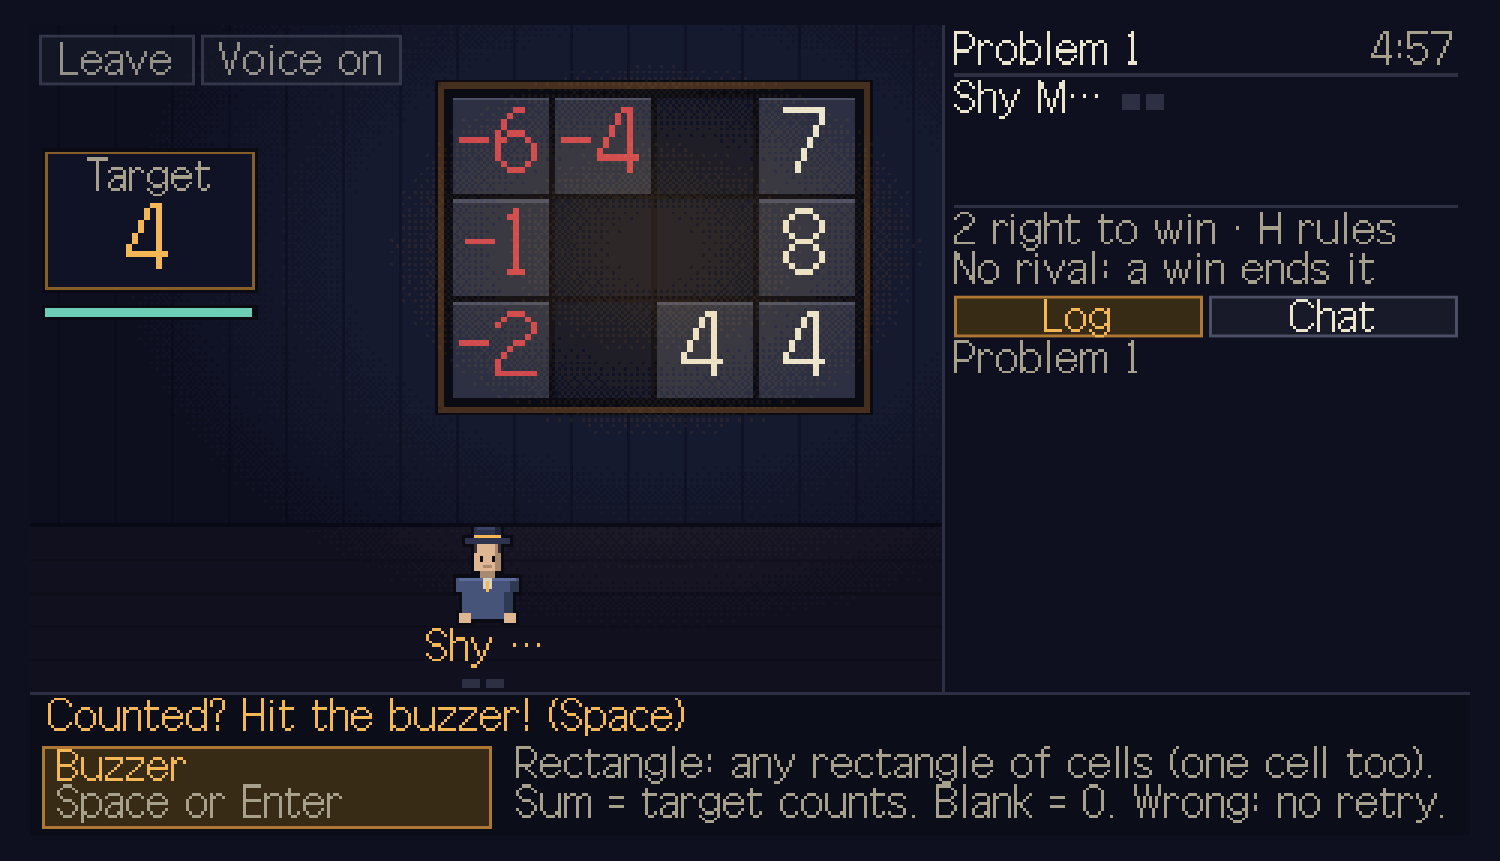 Leave
Voice on
Target
4
-6 -4 7
-1 8
-2 4 4
Shy ...
Problem 1 4:57
Shy M...
2 right to win · H rules
No rival: a win ends it
Log Chat
Problem 1
Counted? Hit the buzzer! (Space)
Buzzer
Space or Enter
Rectangle: any rectangle of cells (one cell too).
Sum = target counts. Blank = 0. Wrong: no retry.